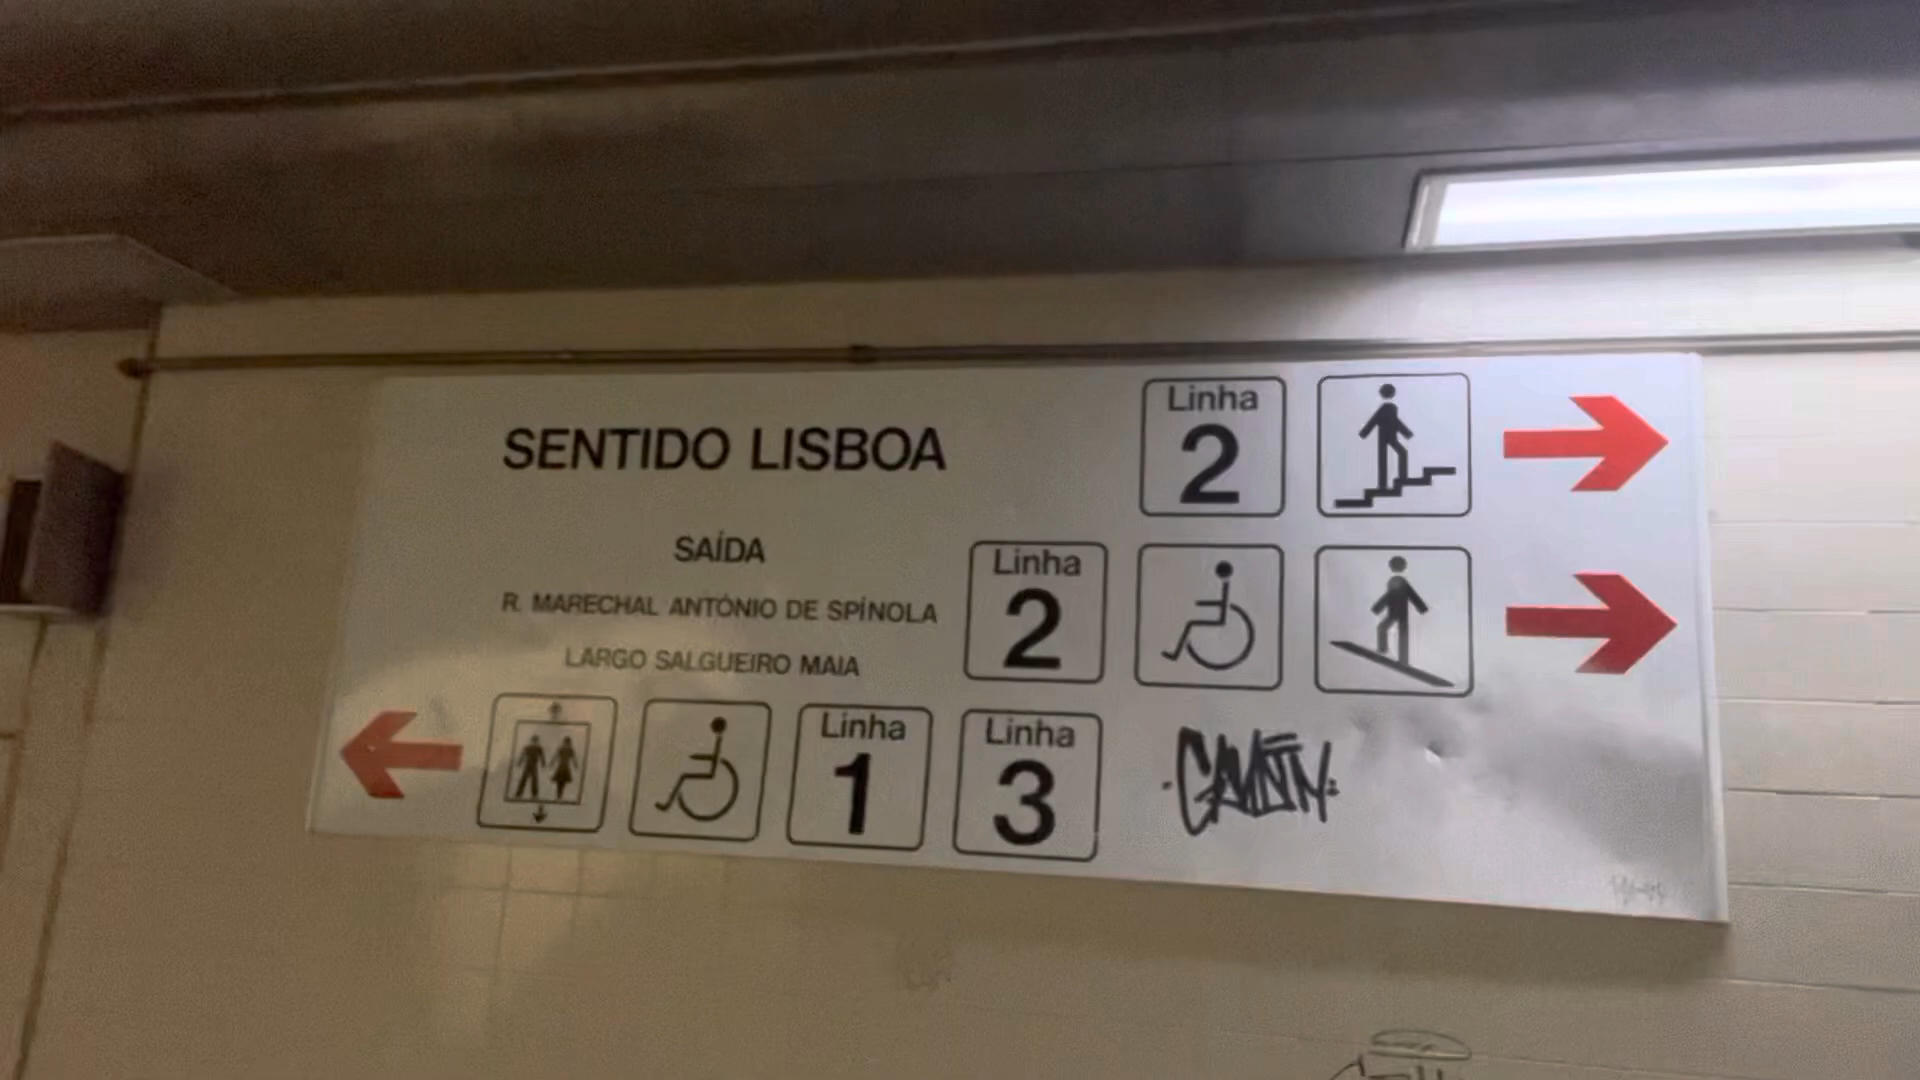 SENTIDO LISBOA
Linha
2
SAÍDA
R. MARECHAL ANTÓNIO DE SPÍNOLA
LARGO SALGUEIRO MAIA
Linha
2
Linha
1
Linha
3